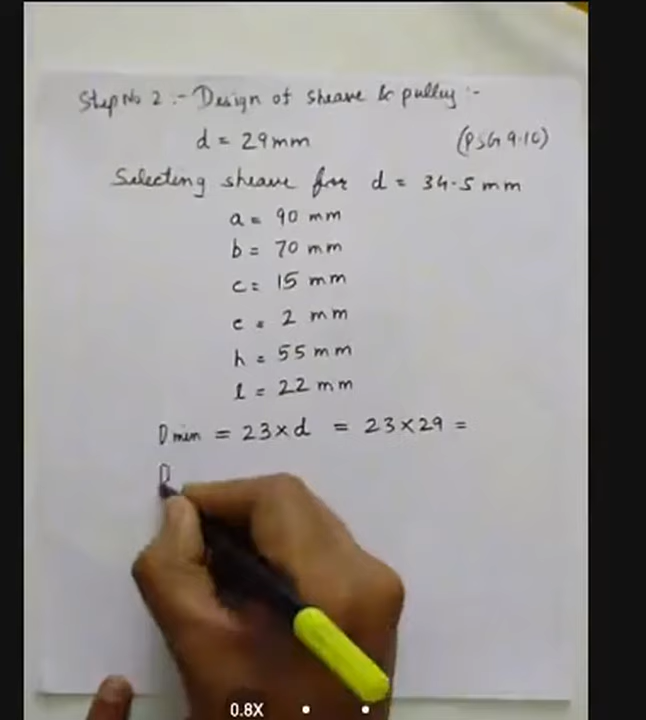 Step No 2 :- Design of sheave & pulley :-
d = 29mm (PSG 9.10)
Selecting sheave for d = 34.5 mm
a = 90 mm
b = 70 mm
c = 15 mm
e = 2 mm
h = 55 mm
l = 22 mm
Dmin = 23×d = 23×29 =
D
0.8X